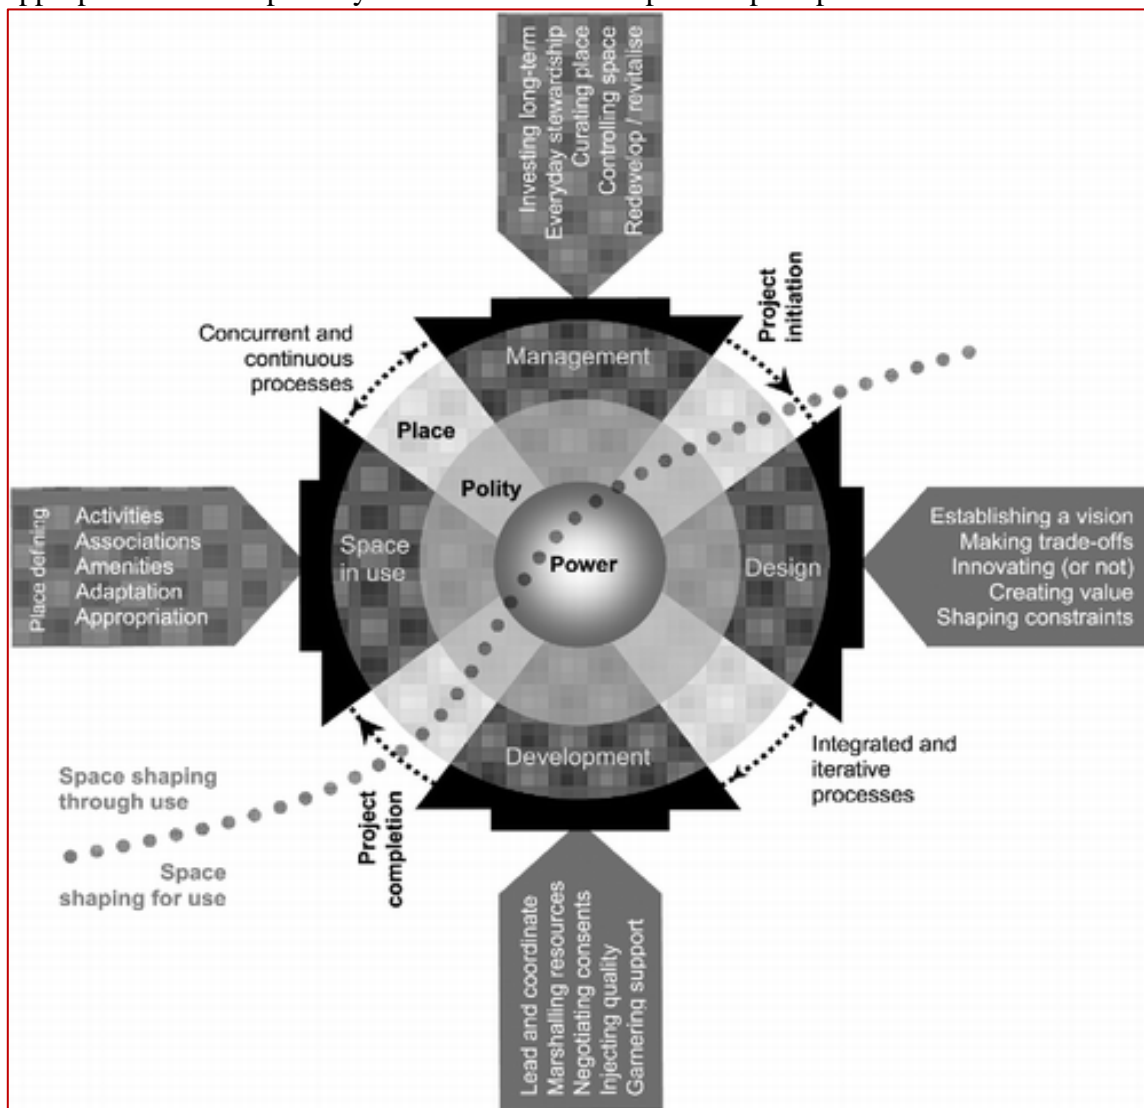 Investing long-term
Everyday stewardship
Curating place
Controlling space
Redevelop / revitalise
Project
initiation
Concurrent and
continuous
processes
Management
Place
Polity
Power
Place defining
Activities
Associations
Amenities
Adaptation
Appropriation
Space
in use
Design
Establishing a vision
Making trade-offs
Innovating (or not)
Creating value
Shaping constraints
Development
Integrated and
iterative
processes
Space shaping
through use
Space
shaping for use
Project
completion
Lead and coordinate
Marshalling resources
Negotiating consents
Injecting quality
Garnering support